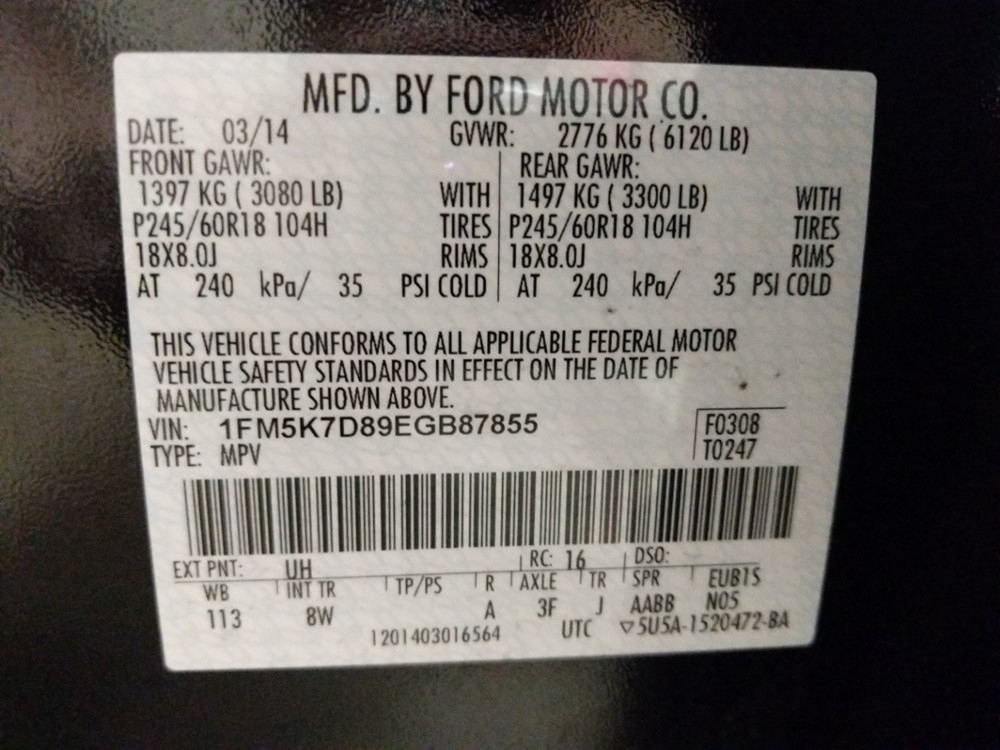 MFD. BY FORD MOTOR CO.
DATE: 03/14 GVWR: 2776 KG ( 6120 LB)
FRONT GAWR: REAR GAWR:
1397 KG ( 3080 LB) WITH 1497 KG ( 3300 LB) WITH
P245/60R18 104H TIRES P245/60R18 104H TIRES
18X8.0J RIMS 18X8.0J RIMS
AT 240 kPa/ 35 PSI COLD AT 240 kPa/ 35 PSI COLD
THIS VEHICLE CONFORMS TO ALL APPLICABLE FEDERAL MOTOR
VEHICLE SAFETY STANDARDS IN EFFECT ON THE DATE OF
MANUFACTURE SHOWN ABOVE.
VIN: 1FM5K7D89EGB87855 F0308
TYPE: MPV T0247
EXT PNT: UH RC: 16 DSO:
WB INT TR TP/PS R AXLE TR SPR EUB1S
113 8W A 3F J AABB N05
1201403016564 UTC ▽5U5A-1520472-BA